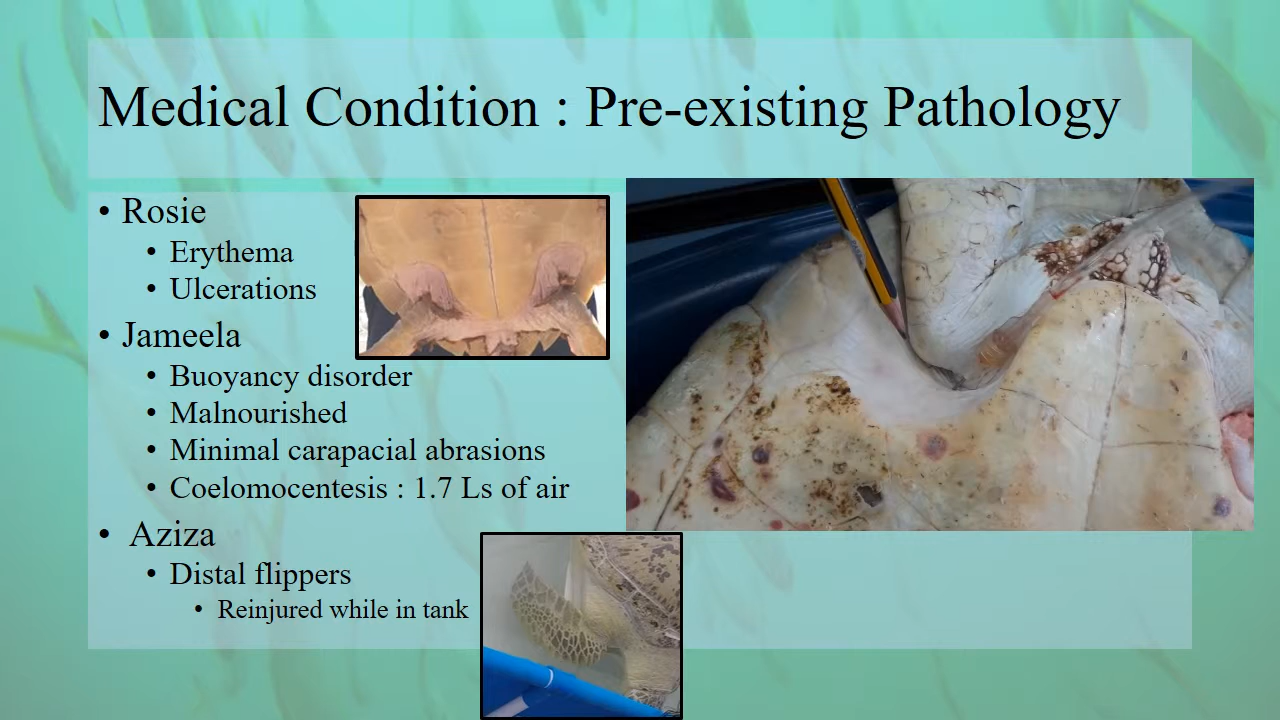 Medical Condition : Pre-existing Pathology
• Rosie
• Erythema
• Ulcerations
• Jameela
• Buoyancy disorder
• Malnourished
• Minimal carapacial abrasions
• Coelomocentesis : 1.7 Ls of air
• Aziza
• Distal flippers
• Reinjured while in tank